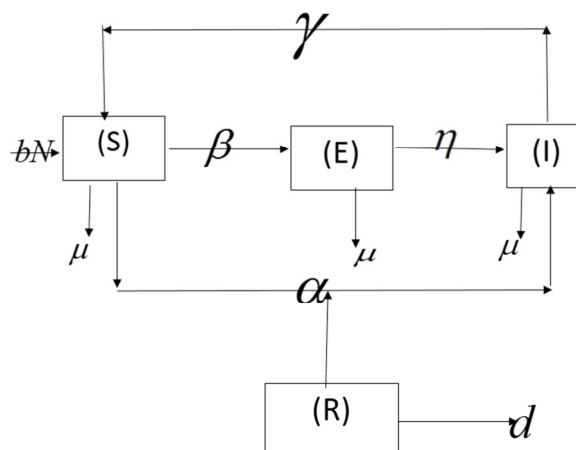 γ
bN (S) β (E) η (I)
μ μ μ
α
(R) d